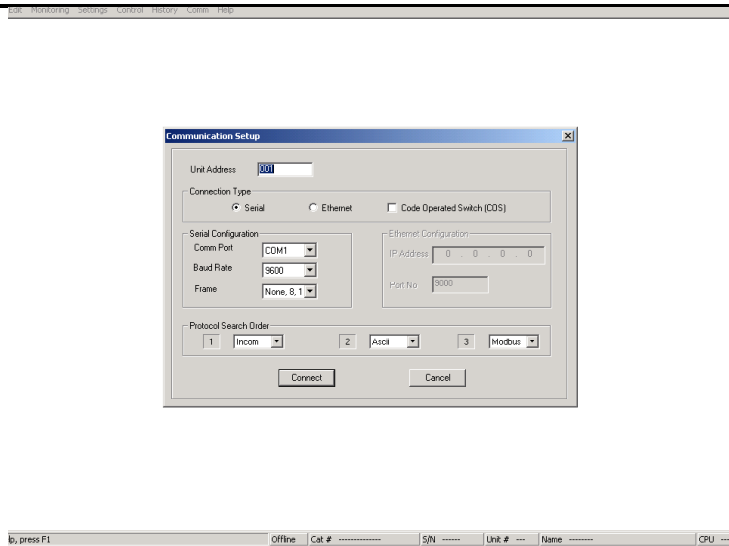 Edit Monitoring Settings Control History Comm Help
Communication Setup
Unit Address 001
Connection Type
Serial Ethernet Code Operated Switch (COS)
Serial Configuration Ethernet Configuration
Comm Port COM1 IP Address 0 . 0 . 0 . 0
Baud Rate 9600
Frame None, 8, 1 Port No 9000
Protocol Search Order
1 Incom 2 Ascii 3 Modbus
Connect Cancel
lp, press F1 Offline Cat # -------------- S/N ------ Unit # --- Name -------- CPU ---